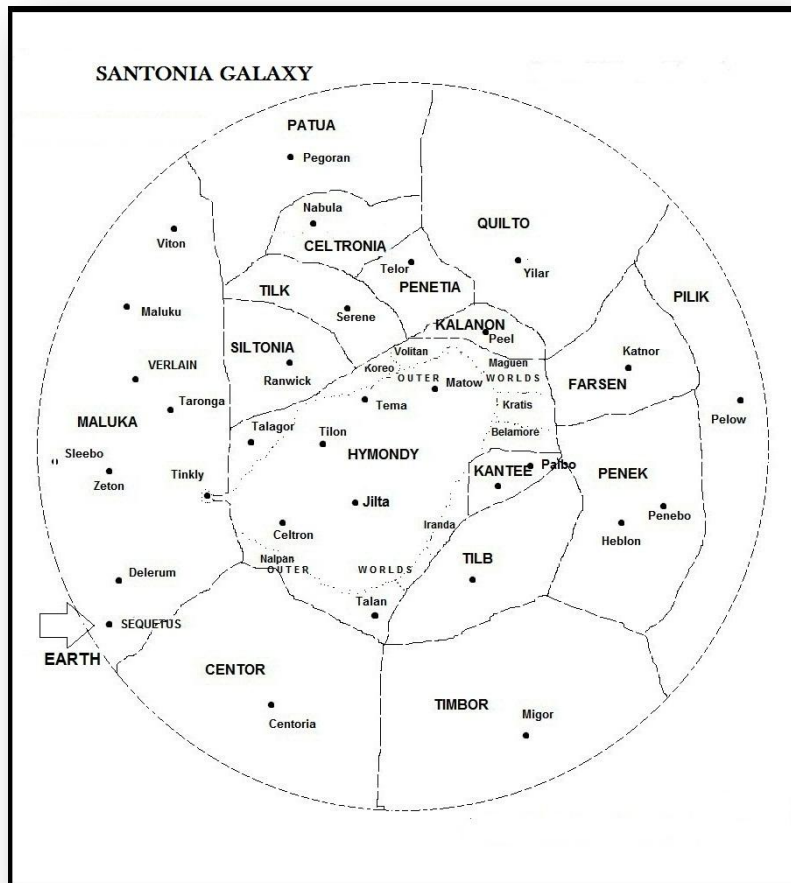 SANTONIA GALAXY
PATUA
Pegoran
Nabula
QUILTO
Viton
CELTRONIA
Telor
Yilar
TILK
PENETIA
PILIK
Maluku
Serene
KALANON
Peel
SILTONIA
Volitan
Katnor
VERLAIN
Ranwick
Koreo
Maguen
OUTER WORLDS
FARSEN
Matow
Taronga
Tema
Kratis
Pelow
MALUKA
Talagor
Tilon
Belamore
Sleebo
HYMONDY
Zeton
Tinkly
KANTEE
Palbo
PENEK
Jilta
Penebo
Celtron
Iranda
Heblon
Nalpan
TILB
OUTER WORLDS
Delerum
Talan
SEQUETUS
EARTH
CENTOR
TIMBOR
Centoria
Migor